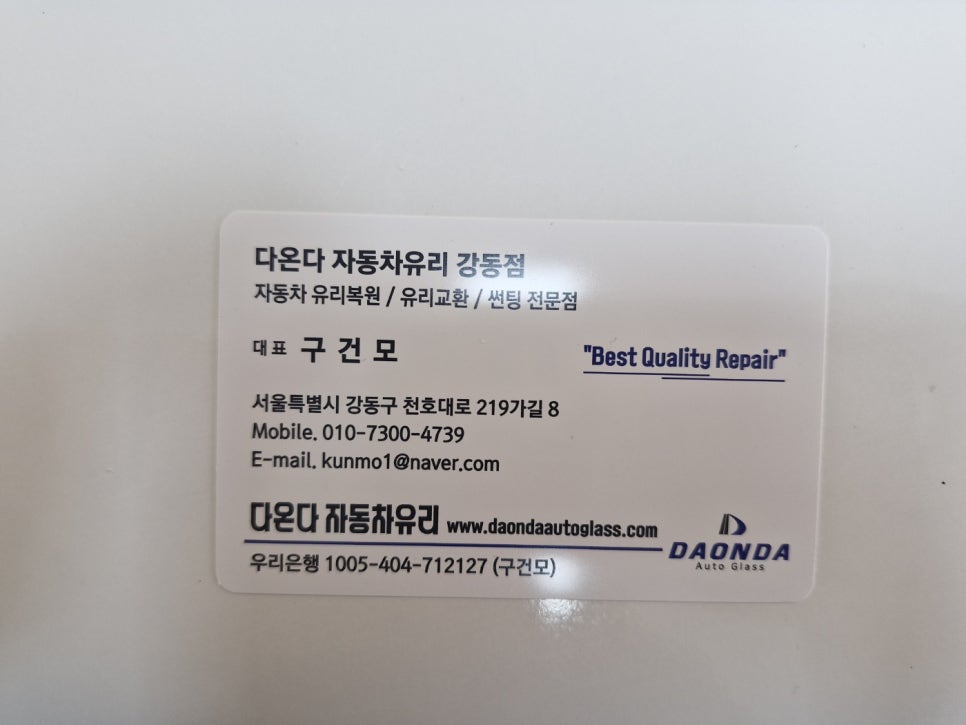 다온다 자동차유리 강동점
자동차 유리복원 / 유리교환 / 썬팅 전문점
대표 구건모
"Best Quality Repair"
서울특별시 강동구 천호대로 219가길 8
Mobile. 010-7300-4739
E-mail. kunmo1@naver.com
다온다 자동차유리 www.daondaautoglass.com
DAONDA
Auto Glass
우리은행 1005-404-712127 (구건모)